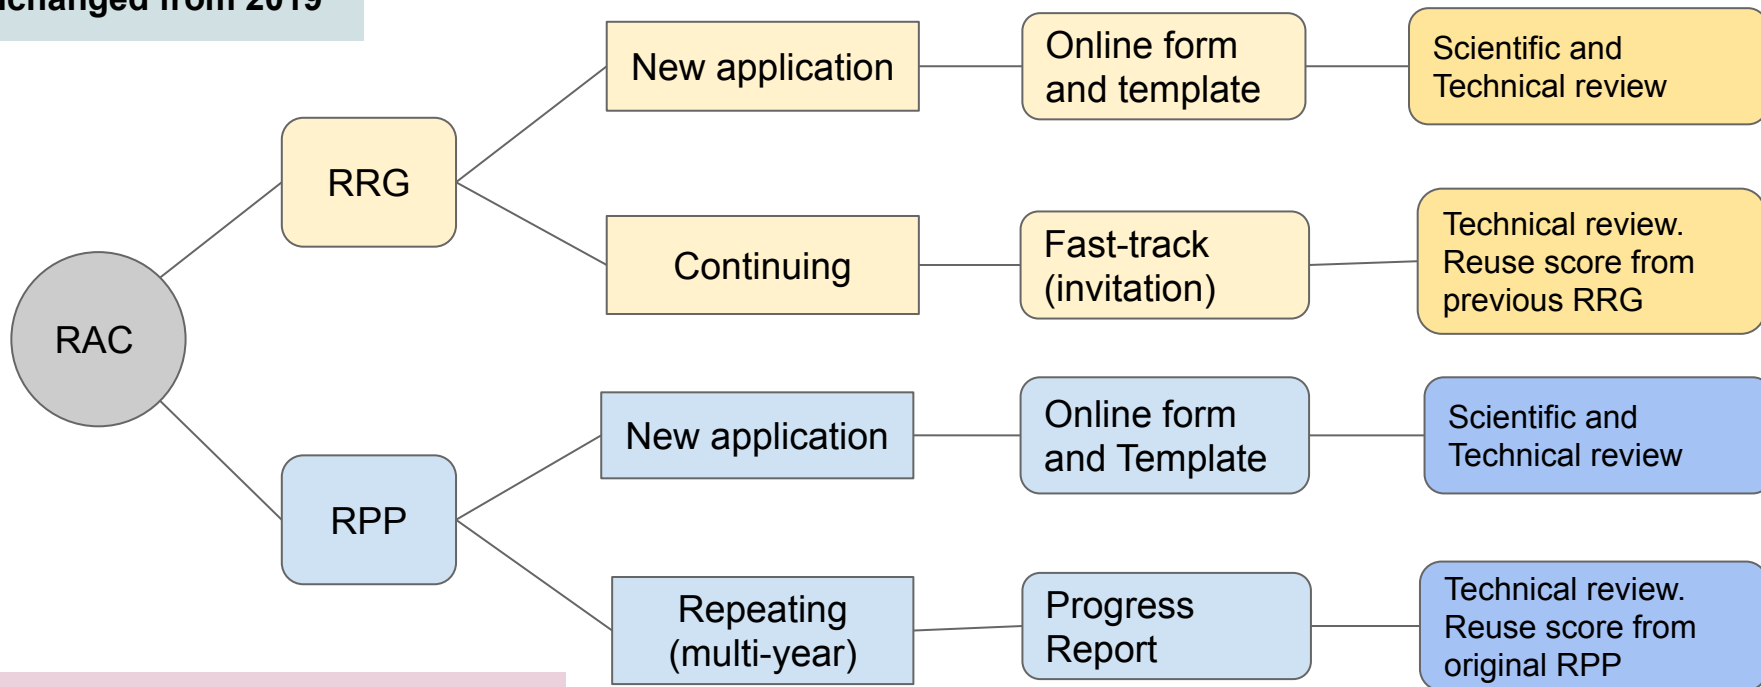 from 2019
New application
Online form
and template
Scientific and
Technical review
RRG
Continuing
Fast-track
(invitation)
Technical review.
Reuse score from
previous RRG
RAC
New application
Online form
and Template
Scientific and
Technical review
RPP
Repeating
(multi-year)
Progress
Report
Technical review.
Reuse score from
original RPP